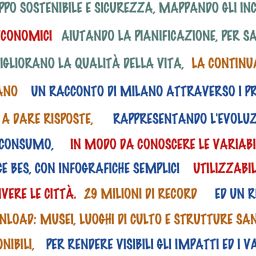 PPO SOSTENIBILE E SICUREZZA, MAPPANDO GLI INC
CONOMICI AIUTANDO LA PIANIFICAZIONE, PER SA
IGLIORANO LA QUALITÀ DELLA VITA, LA CONTINUA
ANO UN RACCONTO DI MILANO ATTRAVERSO I PR
A DARE RISPOSTE, RAPPRESENTANDO L'EVOLUZ
CONSUMO, IN MODO DA CONOSCERE LE VARIABI
CE BES, CON INFOGRAFICHE SEMPLICI UTILIZZABIL
IVERE LE CITTÀ. 29 MILIONI DI RECORD ED UN R
NLOAD: MUSEI, LUOGHI DI CULTO E STRUTTURE SAN
ONIBILI, PER RENDERE VISIBILI GLI IMPATTI ED I VA